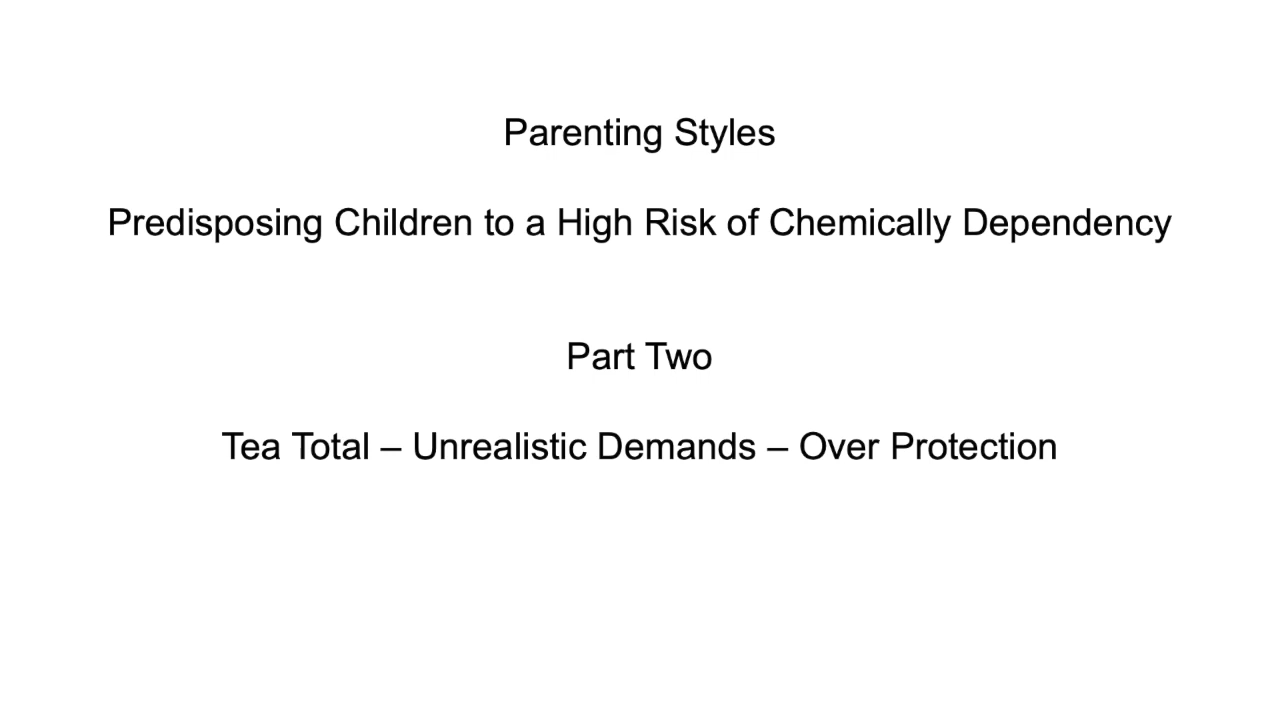 Parenting Styles
Predisposing Children to a High Risk of Chemically Dependency
Part Two
Tea Total – Unrealistic Demands – Over Protection